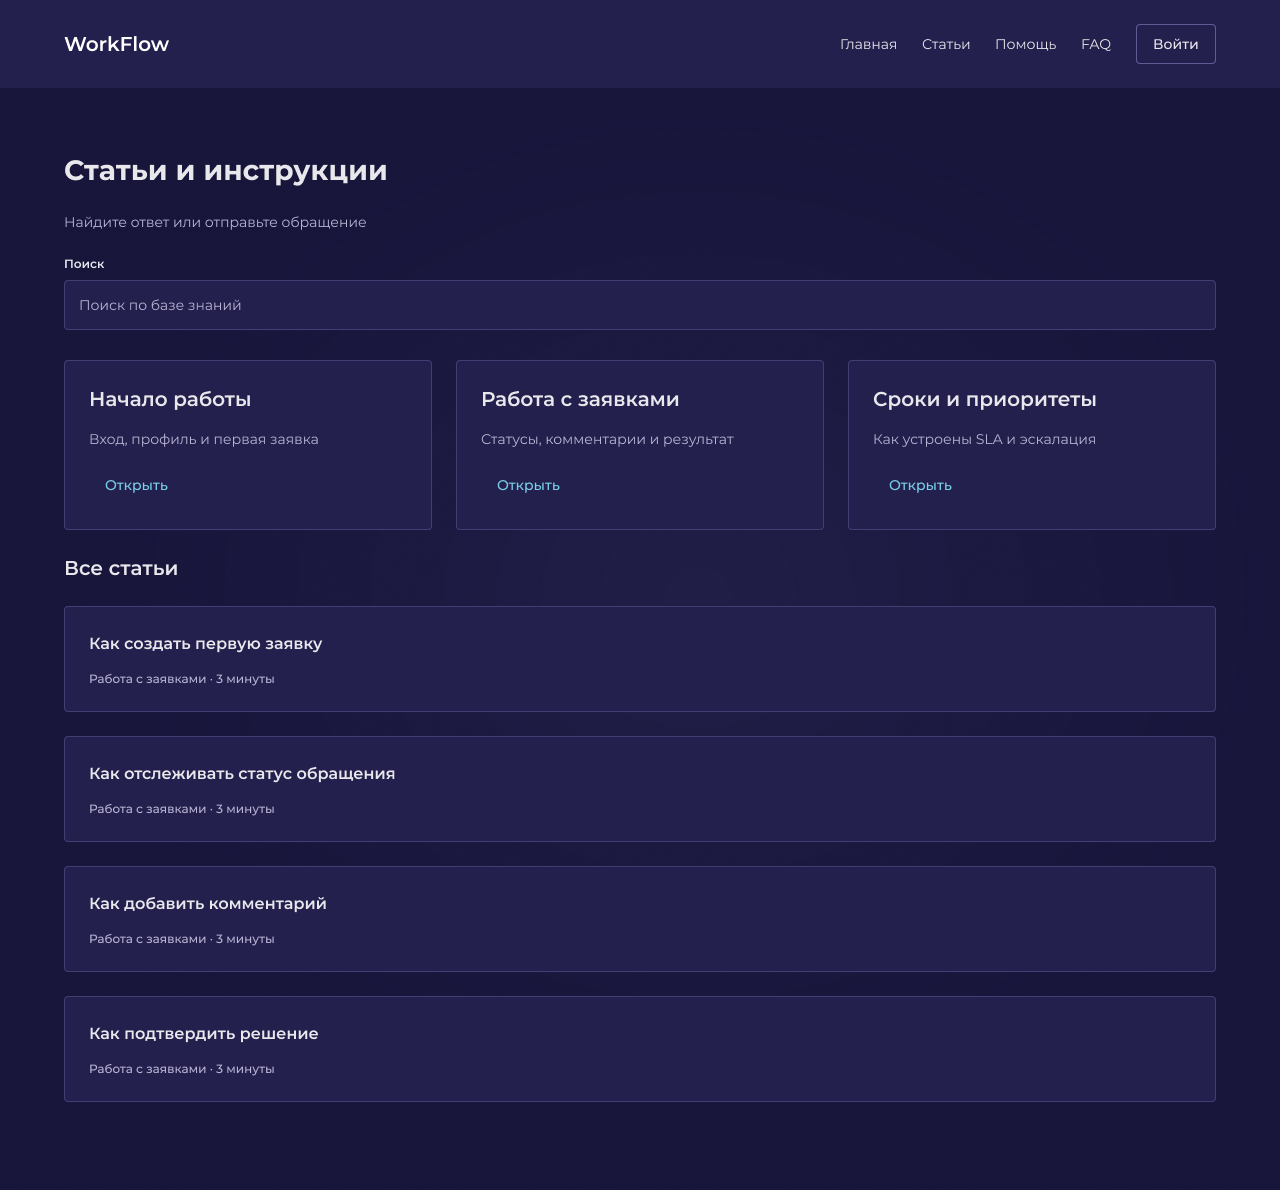 WorkFlow
Главная
Статьи
Помощь
FAQ
Войти
Статьи и инструкции
Найдите ответ или отправьте обращение
Поиск
Поиск по базе знаний
Начало работы
Вход, профиль и первая заявка
Открыть
Работа с заявками
Статусы, комментарии и результат
Открыть
Сроки и приоритеты
Как устроены SLA и эскалация
Открыть
Все статьи
Как создать первую заявку
Работа с заявками · 3 минуты
Как отслеживать статус обращения
Работа с заявками · 3 минуты
Как добавить комментарий
Работа с заявками · 3 минуты
Как подтвердить решение
Работа с заявками · 3 минуты